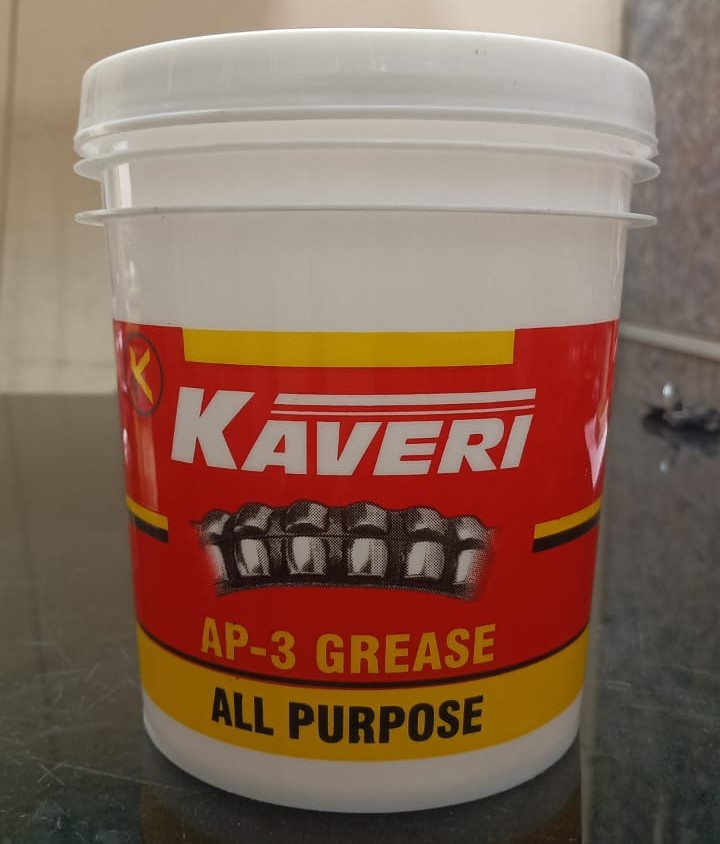 KAVERI
AP-3 GREASE
ALL PURPOSE